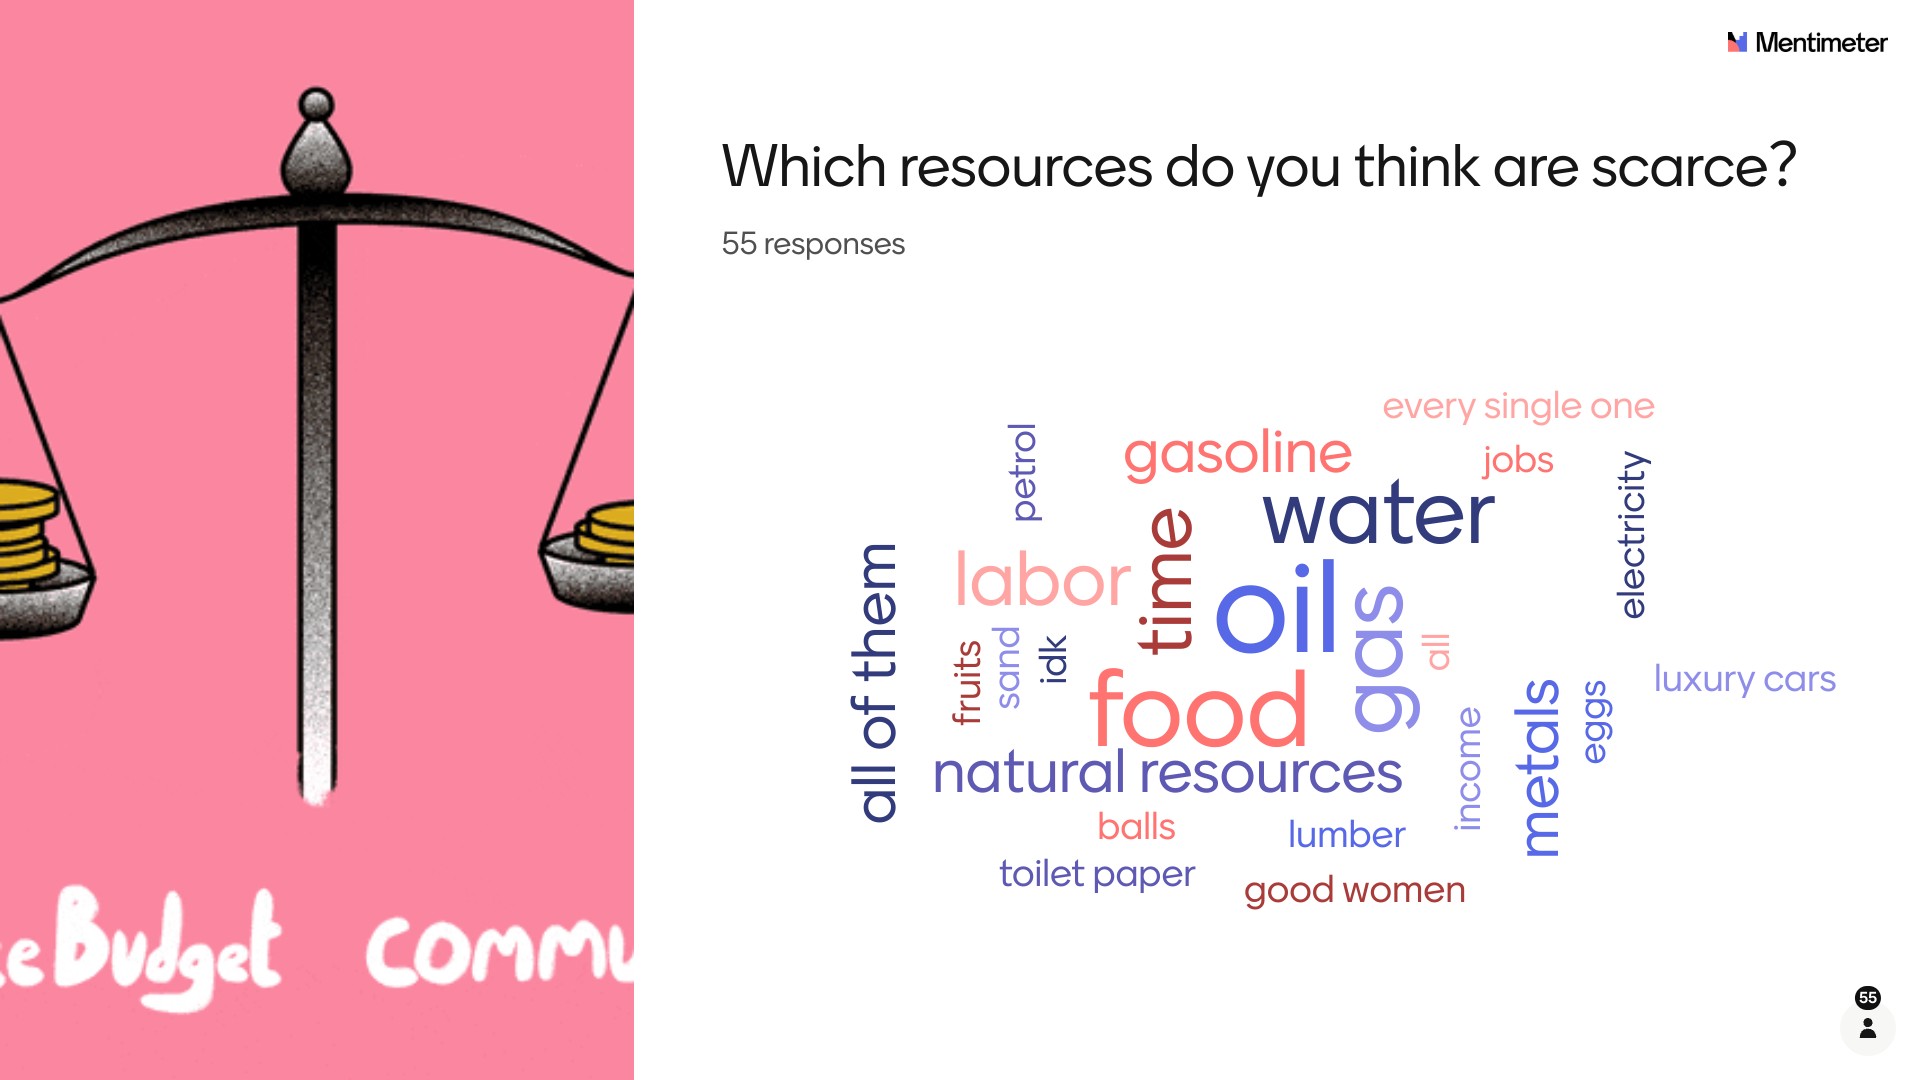 Mentimeter
Which resources do you think are scarce?
55 responses
every single one
petrol
gasoline
jobs
electricity
water
time
labor
oil
gas
all of them
fruits
sand
idk
all
food
luxury cars
metals
eggs
income
natural resources
balls
lumber
toilet paper
good women
Budget commu
55